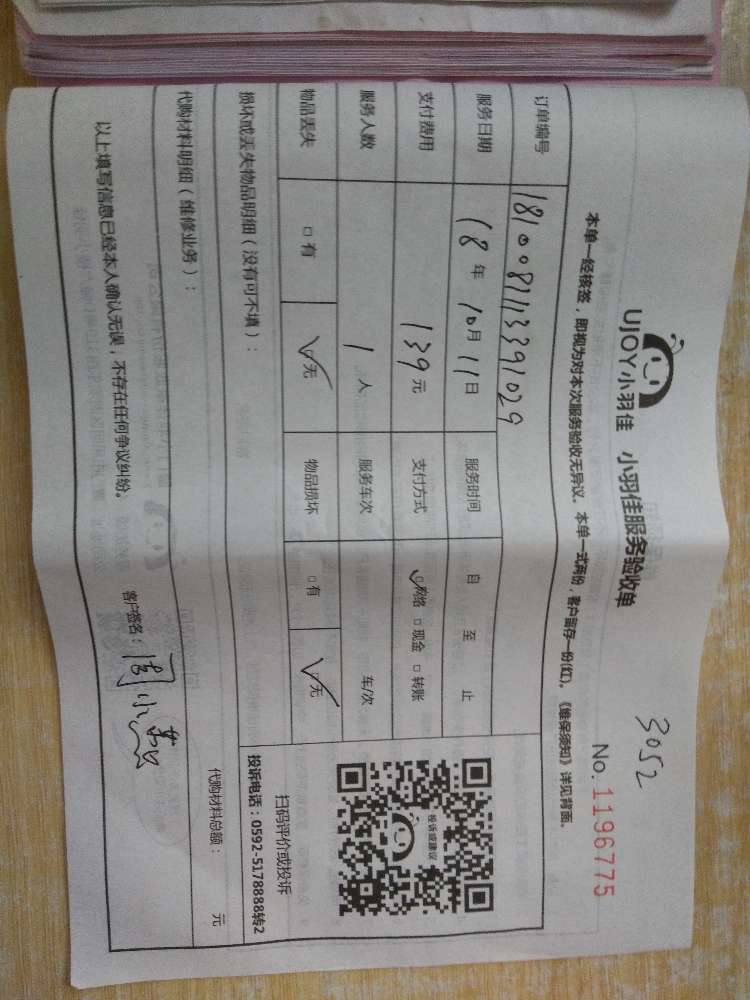 3052
UJOY小羽佳 小羽佳服务验收单
No. 1196775
本单一经核签，即视为对本次服务验收无异议。本单一式两份，客户留存一份(红)。《维保须知》详见背面。
订单编号 1810081113391029
服务日期 18年 10月 11日 服务时间 自 至 止
支付费用 139元 支付方式 ☑网络 □现金 □转账
服务人数 1人 服务车次 车/次
物品丢失 □有 ☑无 物品损坏 □有 ☑无
投诉或建议
扫码评价或投诉
投诉电话：0592-5178888转2
损坏或丢失物品明细（没有可不填）：
代购材料明细（维修业务）：
代购材料总额： 元
以上填写信息已经本人确认无误，不存在任何争议纠纷。
客户签名：周小